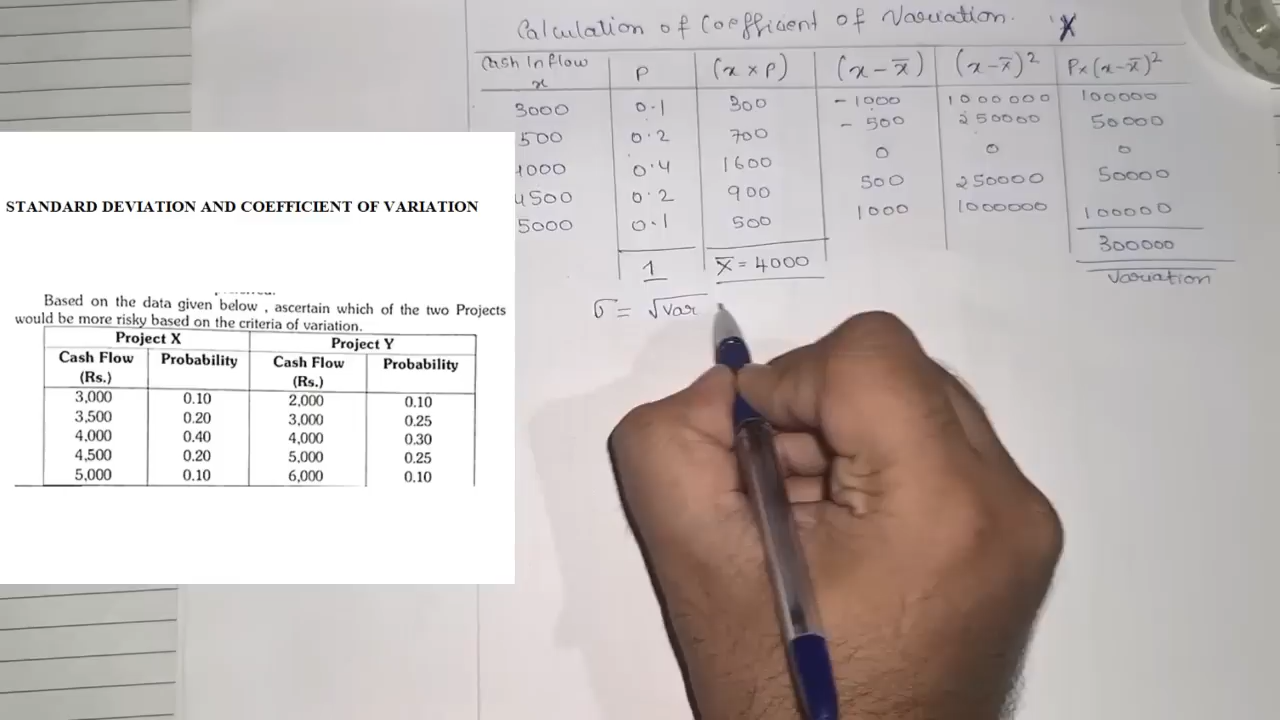 Calculation of Coefficient of Variation. X
Cash Inflow x P (x × P) (x - x̄) (x - x̄)² P×(x-x̄)²
3000 0.1 300 - 1000 1000000 100000
500 0.2 700 - 500 250000 50000
4000 0.4 1600 0 0 0
4500 0.2 900 500 250000 50000
5000 0.1 500 1000 1000000 100000
1 x̄ = 4000 300000
Variation
σ = √var
STANDARD DEVIATION AND COEFFICIENT OF VARIATION
Based on the data given below , ascertain which of the two Projects
would be more risky based on the criteria of variation.
Project X Project Y
Cash Flow (Rs.) Probability Cash Flow (Rs.) Probability
3,000 0.10 2,000 0.10
3,500 0.20 3,000 0.25
4,000 0.40 4,000 0.30
4,500 0.20 5,000 0.25
5,000 0.10 6,000 0.10